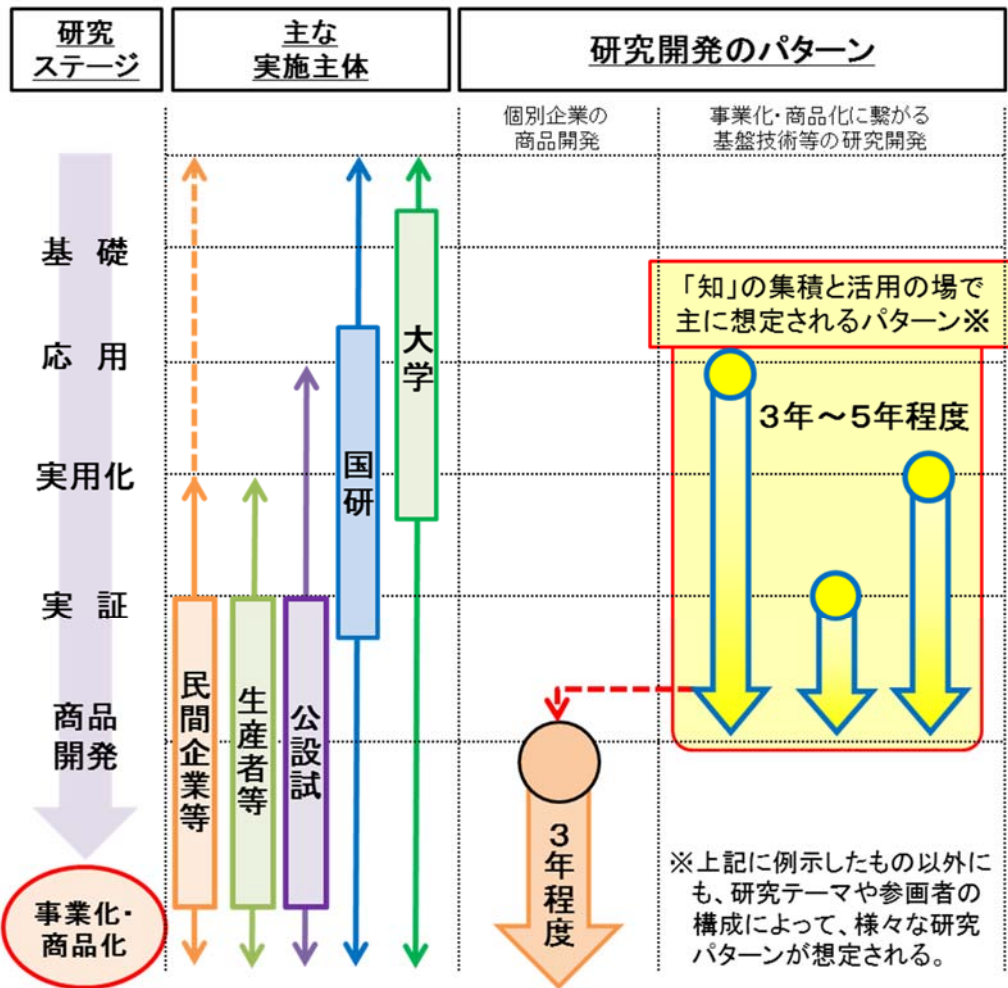 研究
ステージ
主な
実施主体
研究開発のパターン
個別企業の
商品開発
事業化・商品化に繋がる
基盤技術等の研究開発
基 礎
応 用
実用化
実 証
商品
開発
事業化・
商品化
民間企業等
生産者等
公設試
国研
大学
「知」の集積と活用の場で
主に想定されるパターン※
3年～5年程度
3年程度
※上記に例示したもの以外に
も、研究テーマや参画者の
構成によって、様々な研究
パターンが想定される。